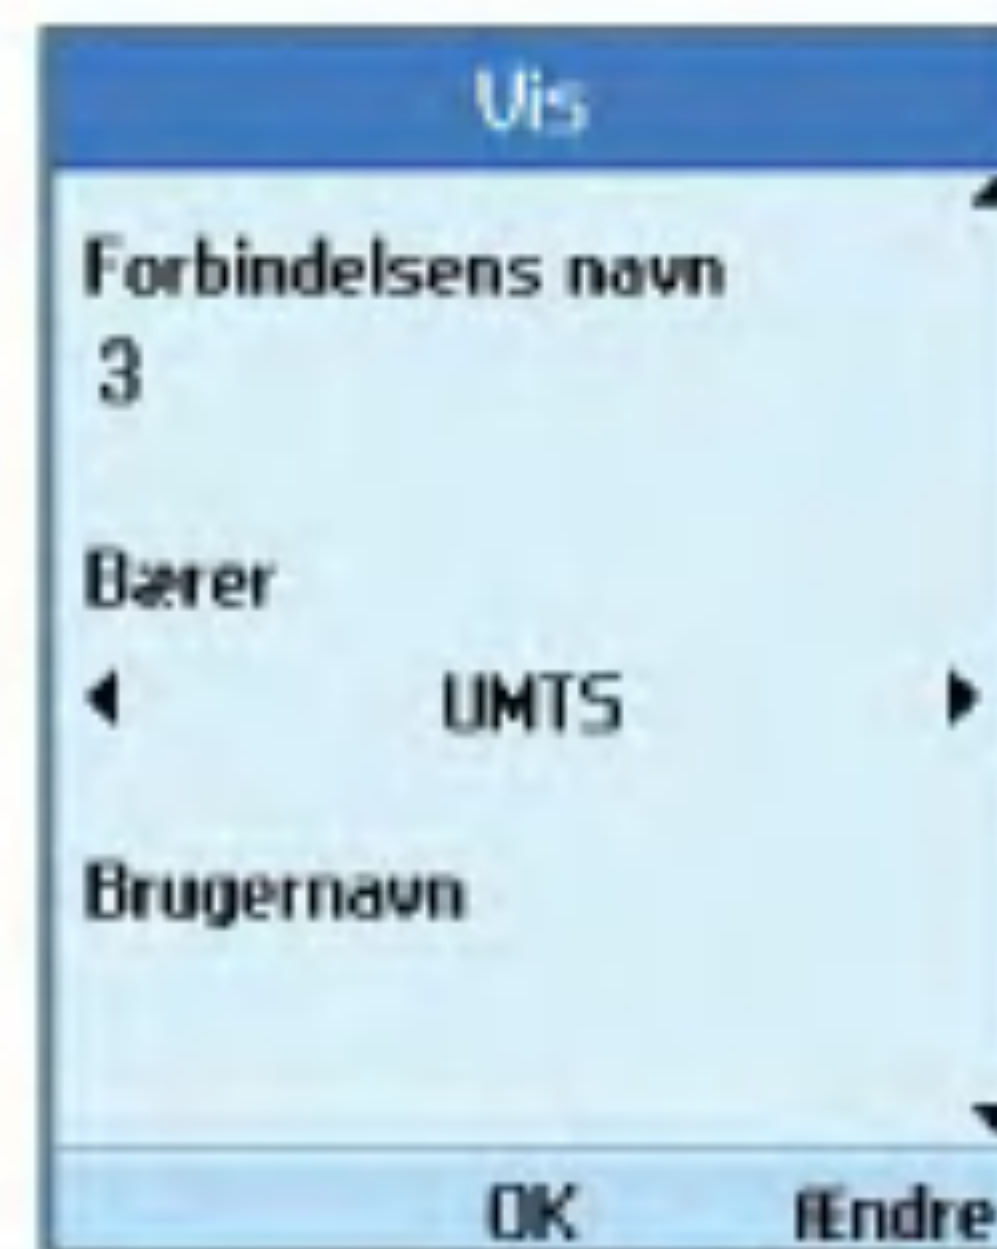 Vis
Forbindelsens navn
3
Bærer
UMTS
Brugernavn
OK Ændre